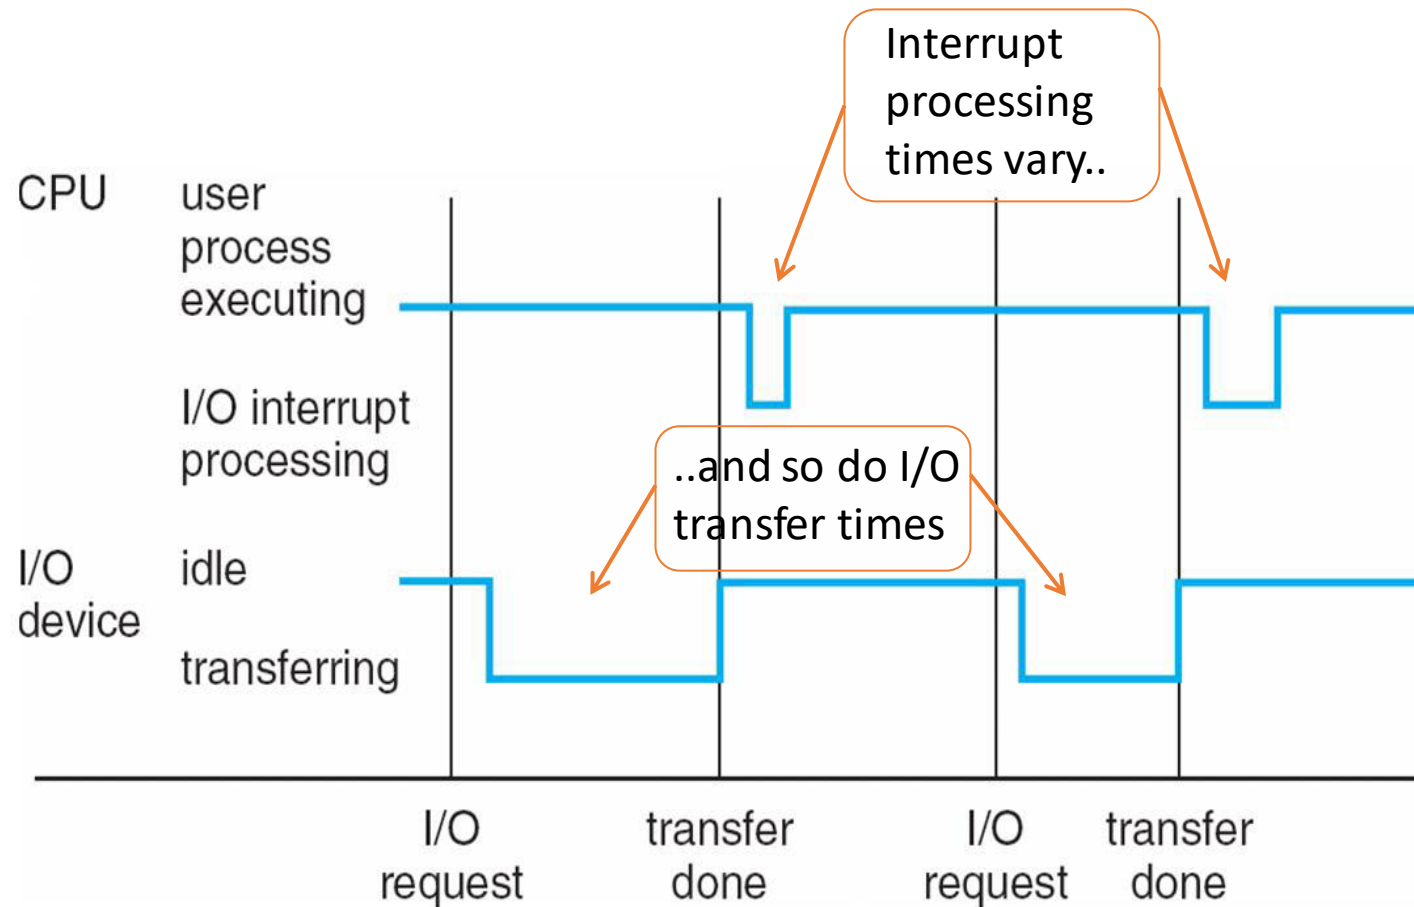 Interrupt
processing
times vary..
CPU
user
process
executing
I/O interrupt
processing
..and so do I/O
transfer times
I/O
device
idle
transferring
I/O
request
transfer
done
I/O
request
transfer
done